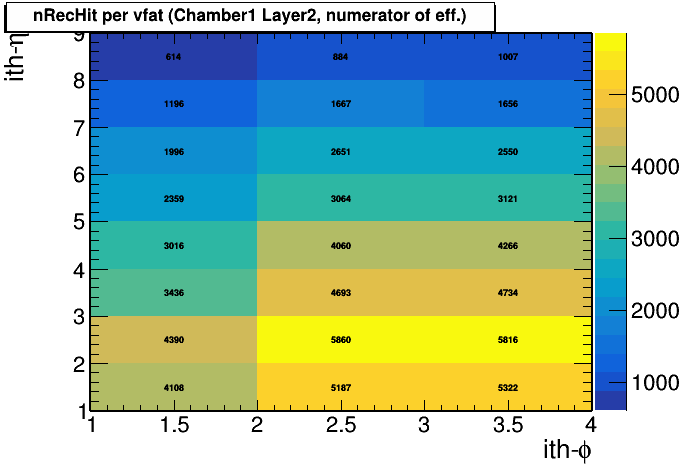 nRecHit per vfat (Chamber1 Layer2, numerator of eff.)
ith-η
9
614 884 1007
8
1196 1667 1656
7
1996 2651 2550
6
2359 3064 3121
5
3016 4060 4266
4
3436 4693 4734
3
4390 5860 5816
2
4108 5187 5322
1
1 1.5 2 2.5 3 3.5 4
ith-ϕ
5000
4000
3000
2000
1000